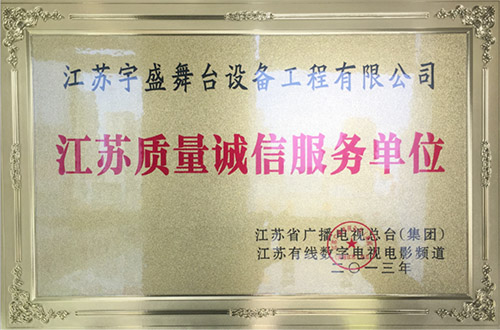 江苏宇盛舞台设备工程有限公司
江苏质量诚信服务单位
江苏省广播电视总台(集团)
江苏有线数字电视电影频道
二〇一三年